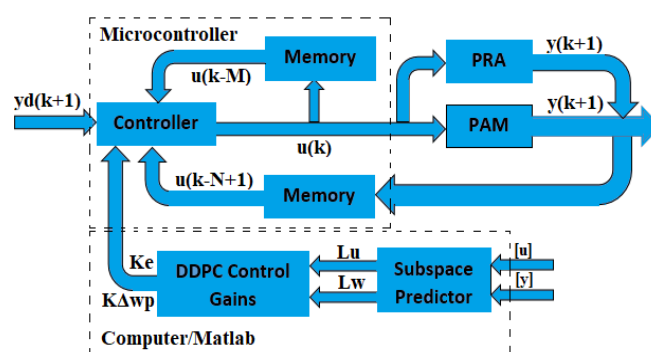 Microcontroller
Memory
PRA
y(k+1)
u(k-M)
yd(k+1)
Controller
PAM
y(k+1)
u(k)
u(k-N+1)
Memory
Ke
KΔwp
DDPC Control
Gains
Lu
Lw
Subspace
Predictor
[u]
[y]
Computer/Matlab